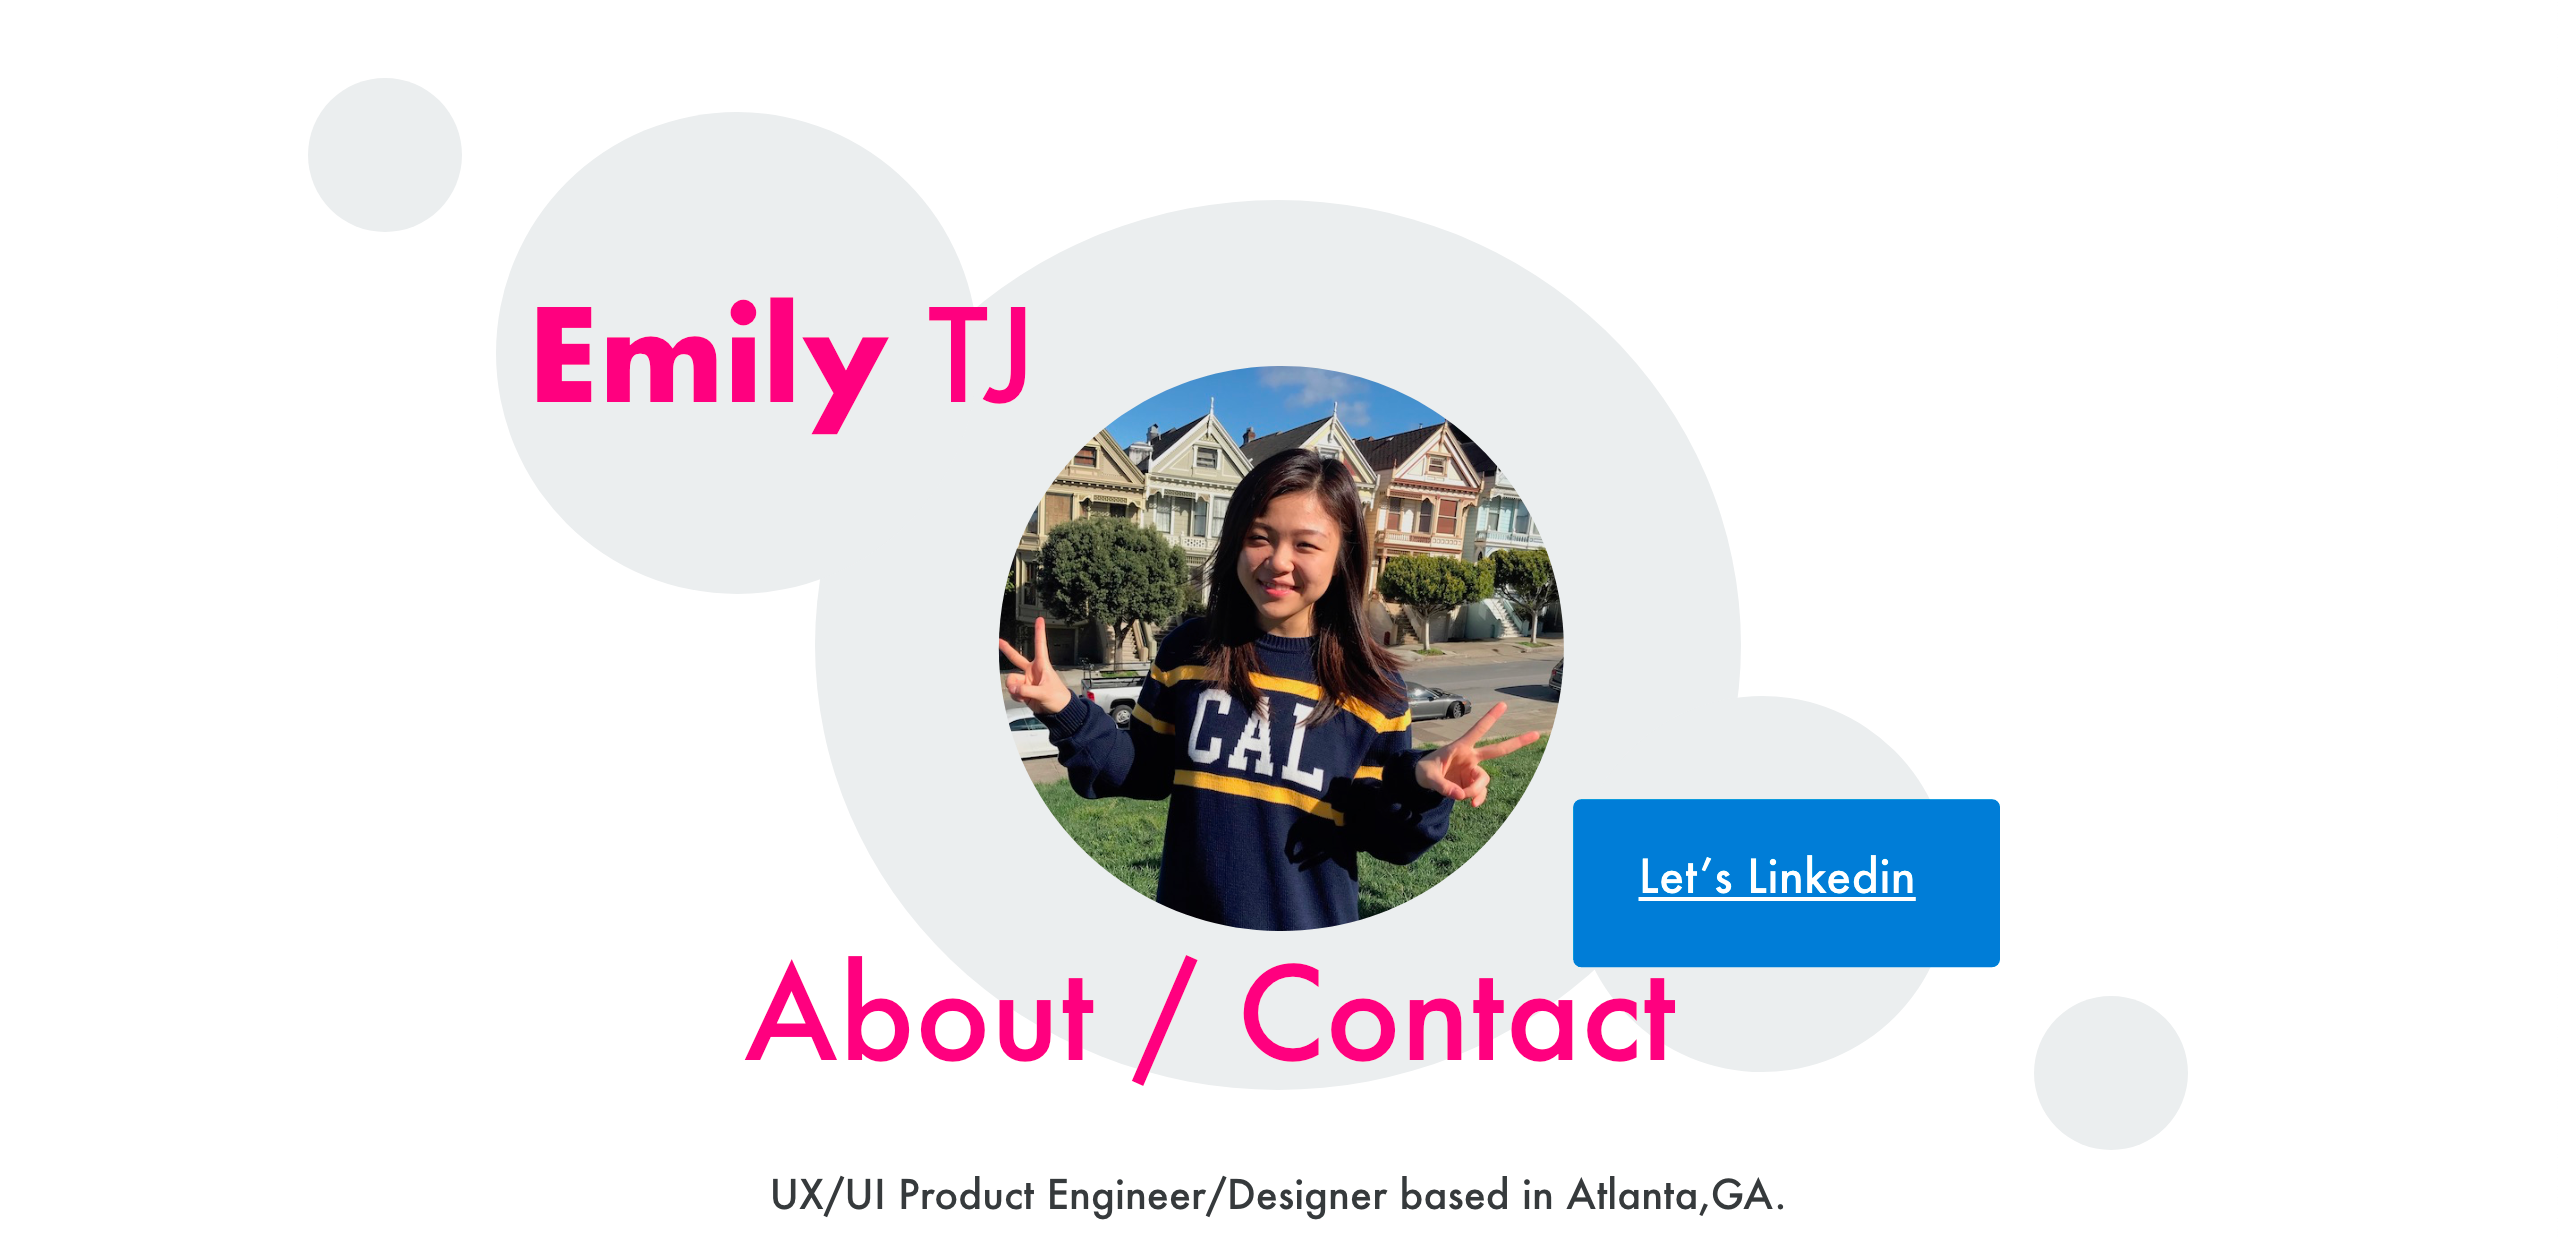 Emily TJ
CAL
Let’s Linkedin
About / Contact
UX/UI Product Engineer/Designer based in Atlanta,GA.